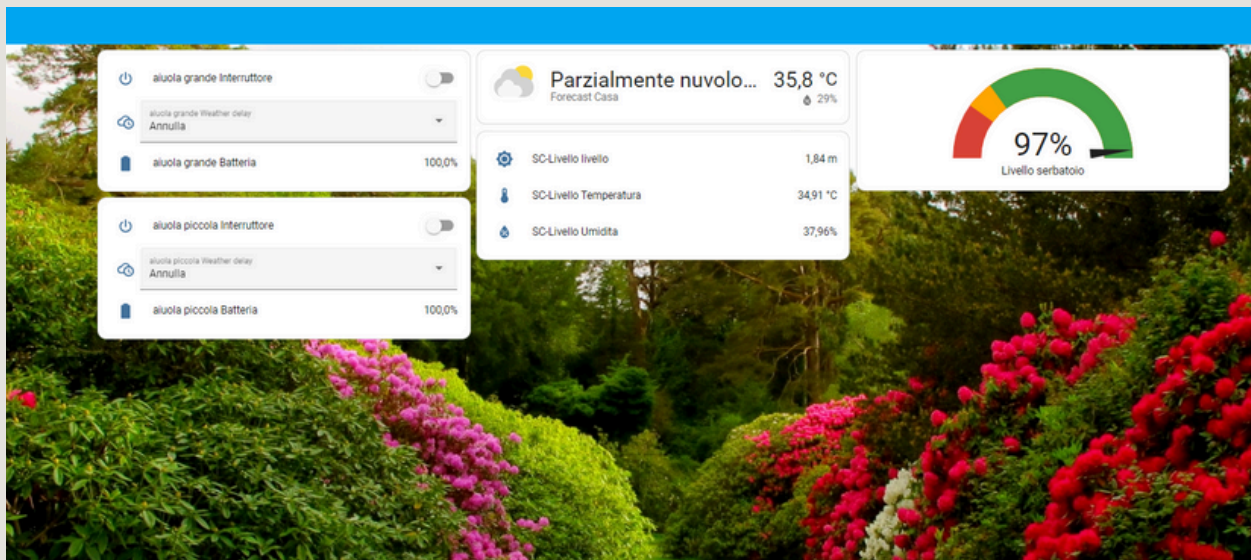 aiuola grande Interruttore
aiuola grande Weather delay
Annulla
aiuola grande Batteria 100,0%
aiuola piccola Interruttore
aiuola piccola Weather delay
Annulla
aiuola piccola Batteria 100,0%
Parzialmente nuvolo... 35,8 °C
Forecast Casa 29%
SC-Livello livello 1,84 m
SC-Livello Temperatura 34,91 °C
SC-Livello Umidita 37,96%
97%
Livello serbatoio